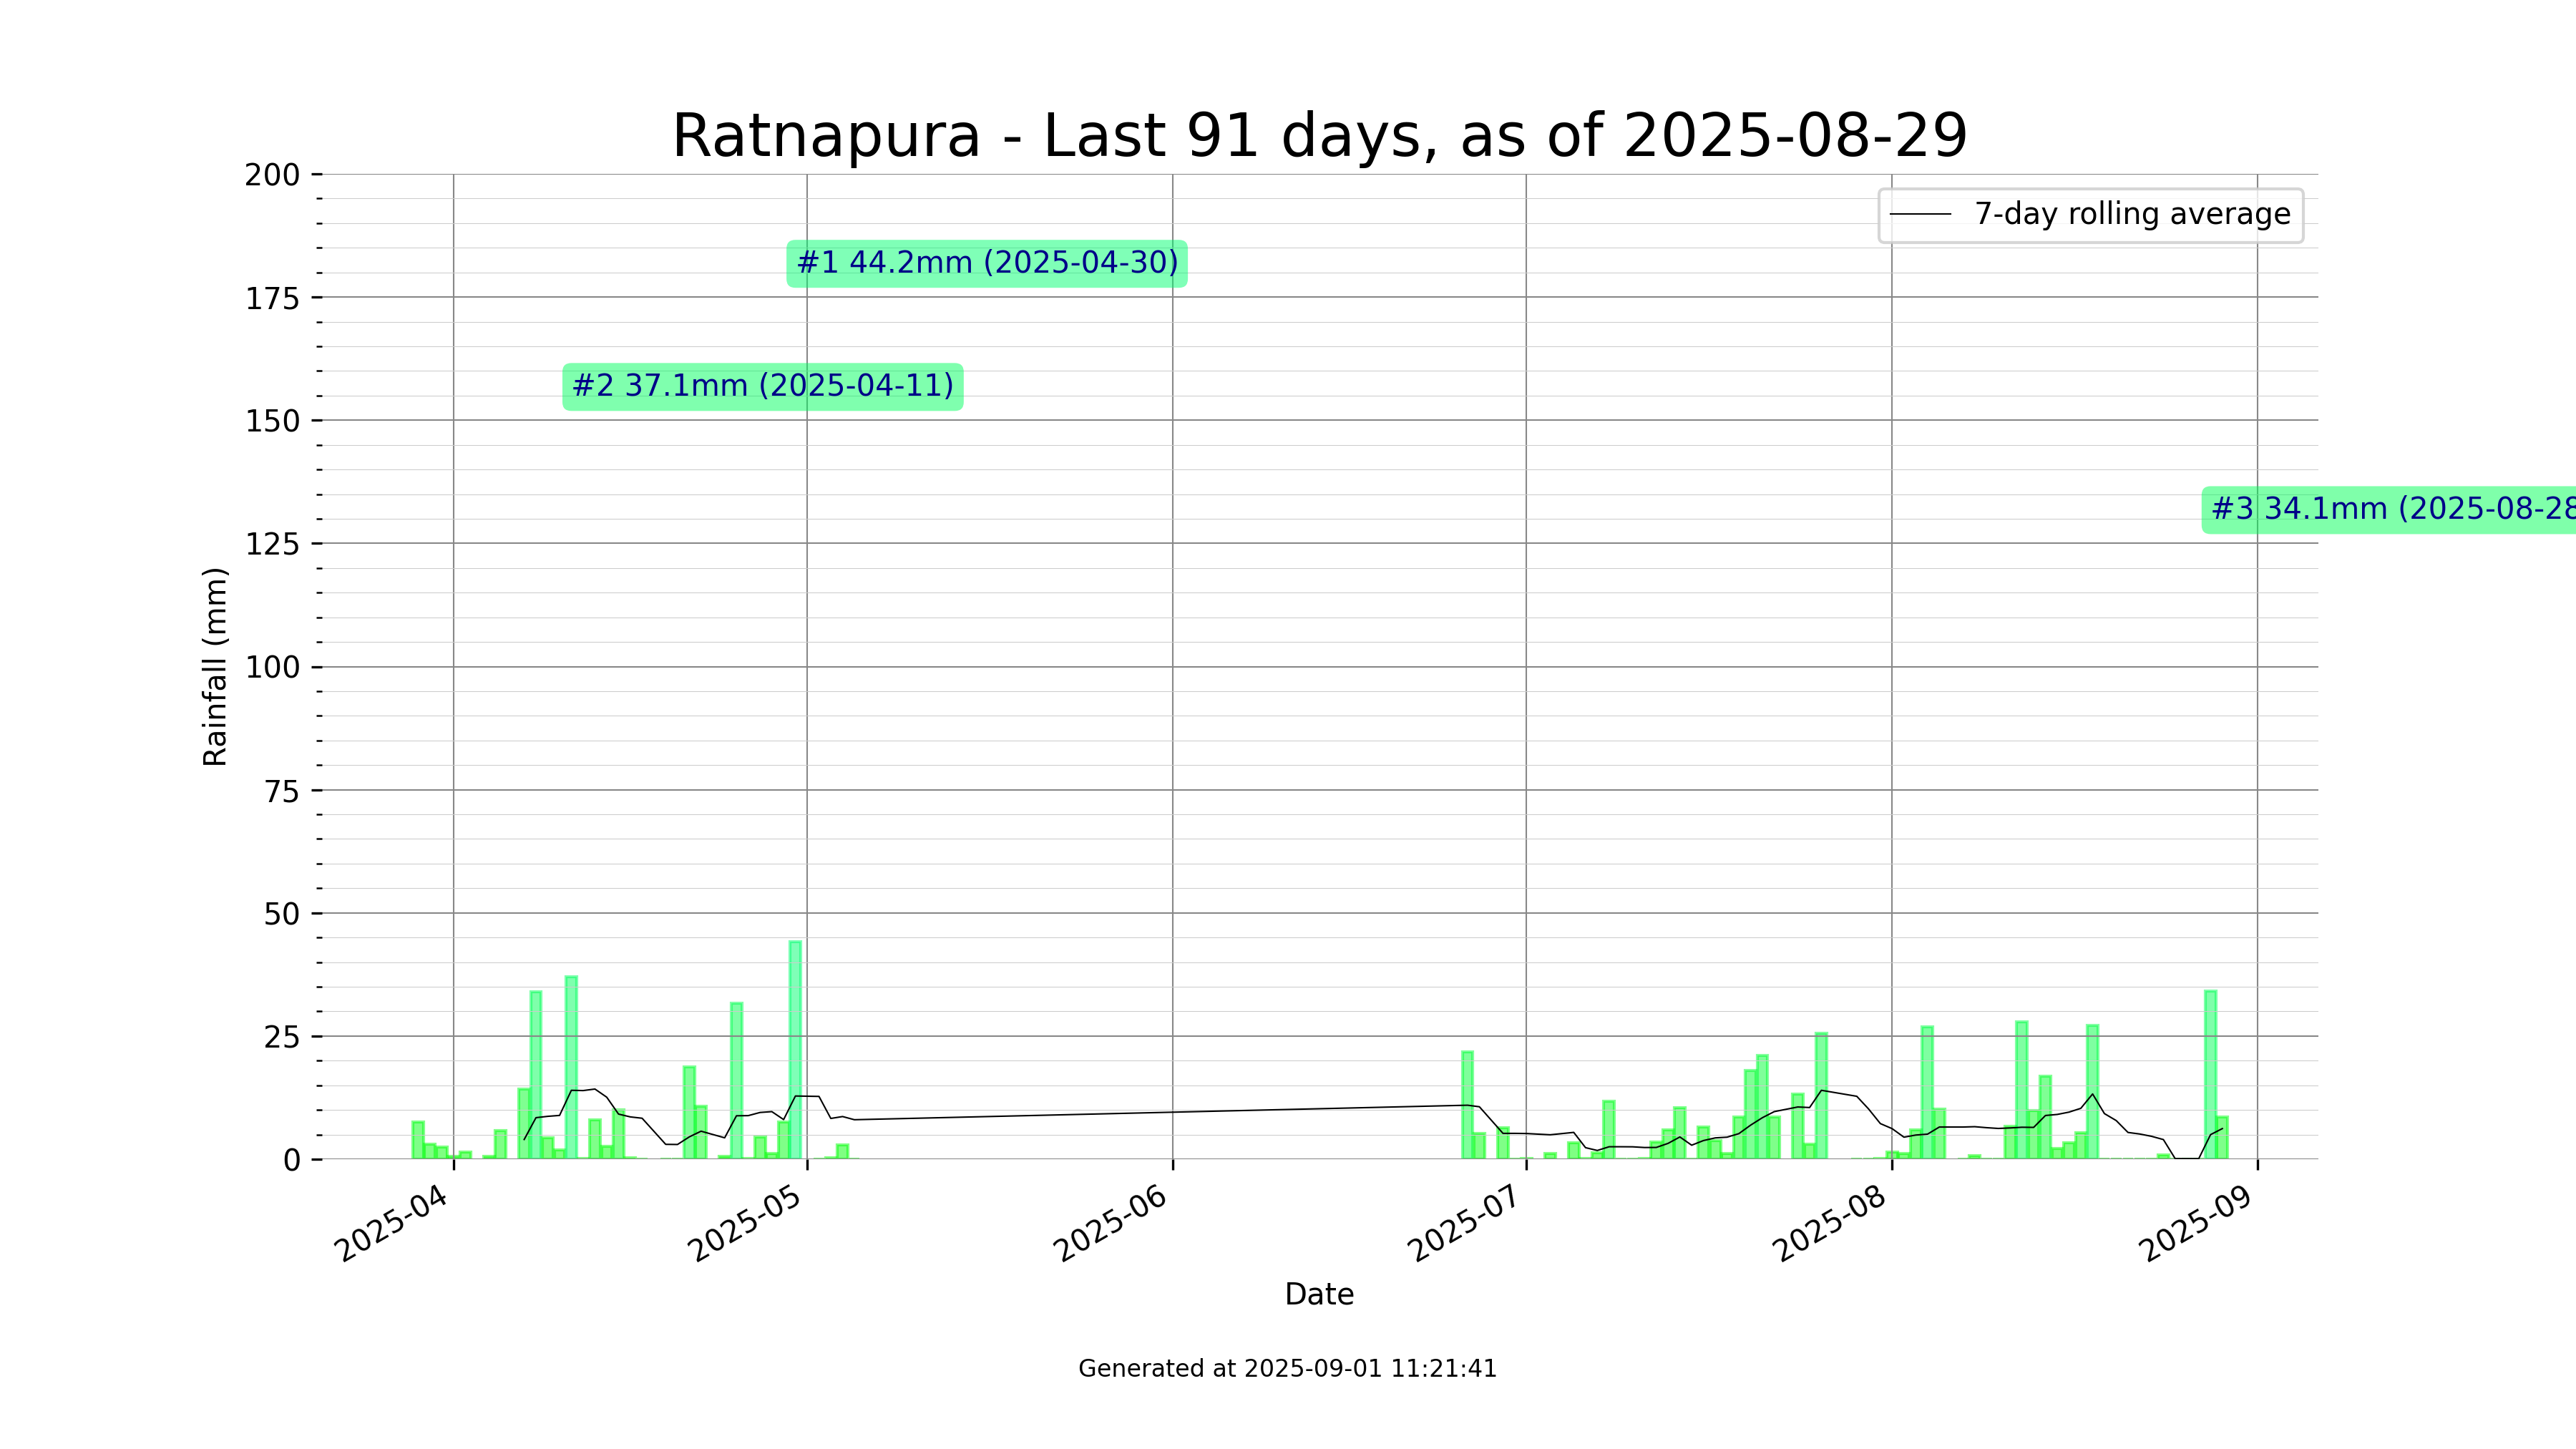 Ratnapura - Last 91 days, as of 2025-08-29
200
175
150
125
100
75
50
25
0
Rainfall (mm)
7-day rolling average
#1 44.2mm (2025-04-30)
#2 37.1mm (2025-04-11)
#3 34.1mm (2025-08-28
2025-04
2025-05
2025-06
2025-07
2025-08
2025-09
Date
Generated at 2025-09-01 11:21:41